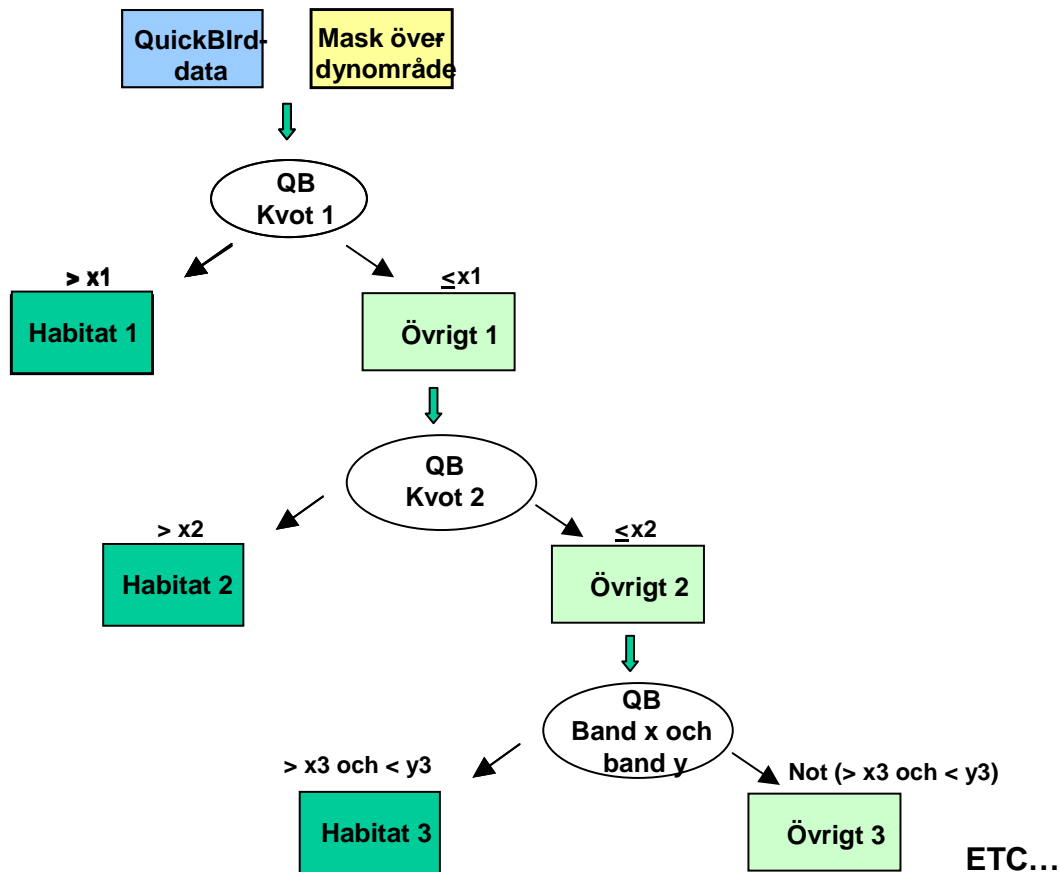 QuickBIrd-
data
Mask över
dynområde
QB
Kvot 1
> x1
≤x1
Habitat 1
Övrigt 1
QB
Kvot 2
> x2
≤x2
Habitat 2
Övrigt 2
QB
Band x och
band y
> x3 och < y3
Not (> x3 och < y3)
Habitat 3
Övrigt 3
ETC...